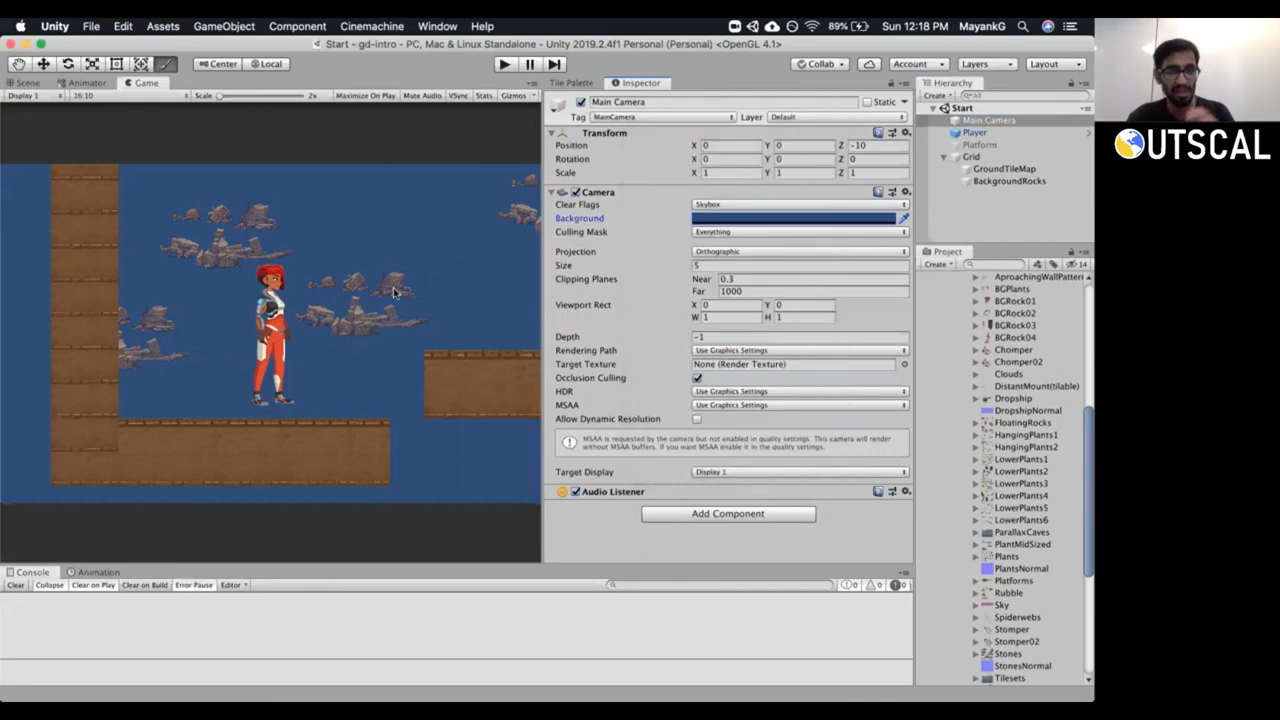 Unity File Edit Assets GameObject Component Cinemachine Window Help 89% Sun 12:18 PM MayankG
Start - gd-intro - PC, Mac & Linux Standalone - Unity 2019.2.4f1 Personal (Personal) <OpenGL 4.1>
Center Local Collab Account Layers Layout
Scene Animator Game Tile Palette Inspector Hierarchy
Display 1 16:10 Scale 2x Maximize On Play Mute Audio VSync Stats Gizmos Create All
Main Camera Static
Tag MainCamera Layer Default
Transform
Position X 0 Y 0 Z -10
Rotation X 0 Y 0 Z 0
Scale X 1 Y 1 Z 1
Camera
Clear Flags Skybox
Background
Culling Mask Everything
Projection Orthographic
Size 5
Clipping Planes Near 0.3
Far 1000
Viewport Rect X 0 Y 0
W 1 H 1
Depth -1
Rendering Path Use Graphics Settings
Target Texture None (Render Texture)
Occlusion Culling
HDR Use Graphics Settings
MSAA Use Graphics Settings
Allow Dynamic Resolution
MSAA is requested by the camera but not enabled in quality settings. This camera will render
without MSAA buffers. If you want MSAA enable it in the quality settings.
Target Display Display 1
Audio Listener
Add Component
Start
Main Camera
Player
Platform
Grid
GroundTileMap
BackgroundRocks
Project
Create 14
AproachingWallPattern
BGPlants
BGRock01
BGRock02
BGRock03
BGRock04
Chomper
Chomper02
Clouds
DistantMount(tilable)
Dropship
DropshipNormal
FloatingRocks
HangingPlants1
HangingPlants2
LowerPlants1
LowerPlants2
LowerPlants3
LowerPlants4
LowerPlants5
LowerPlants6
ParallaxCaves
PlantMidSized
Plants
PlantsNormal
Platforms
Rubble
Sky
Spiderwebs
Stomper
Stomper02
Stones
StonesNormal
Tilesets
Console Animation
Clear Collapse Clear on Play Clear on Build Error Pause Editor 0 0 0
OUTSCAL